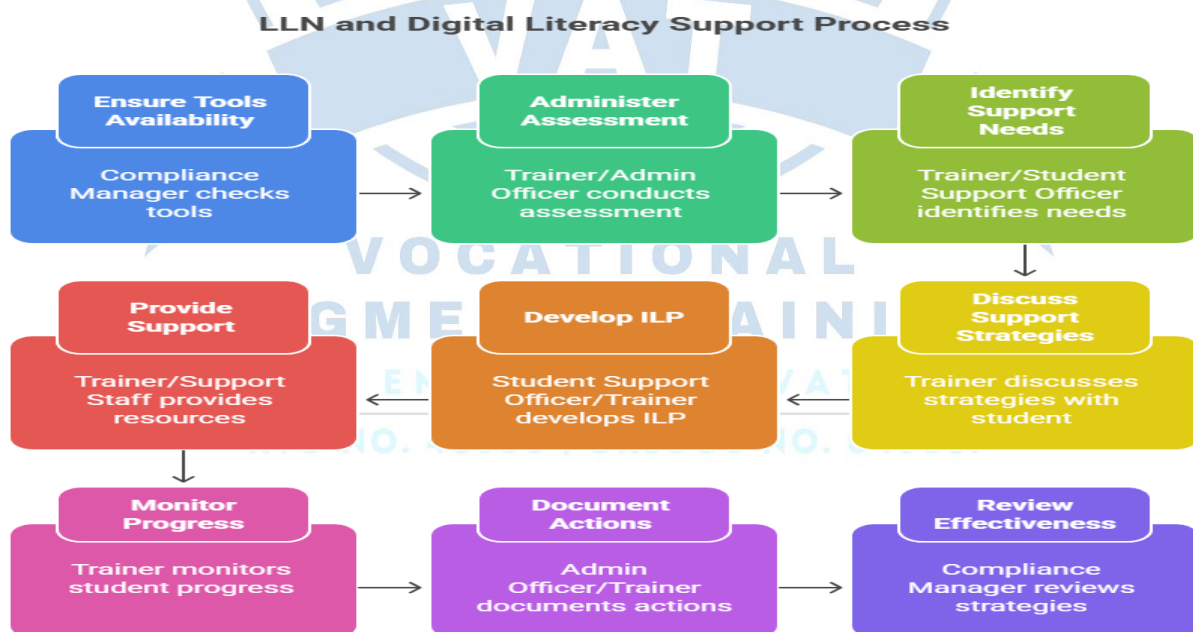 LLN and Digital Literacy Support Process
Ensure Tools
Availability
Compliance
Manager checks
tools
Administer
Assessment
Trainer/Admin
Officer conducts
assessment
Identify
Support
Needs
Trainer/Student
Support Officer
identifies needs
VOCATIONAL
Discuss
Support
Strategies
Trainer discusses
strategies with
student
Develop ILP
Student Support
Officer/Trainer
develops ILP
Provide
Support
Trainer/Support
Staff provides
resources
Monitor
Progress
Trainer monitors
student progress
Document
Actions
Admin
Officer/Trainer
documents actions
Review
Effectiveness
Compliance
Manager reviews
strategies